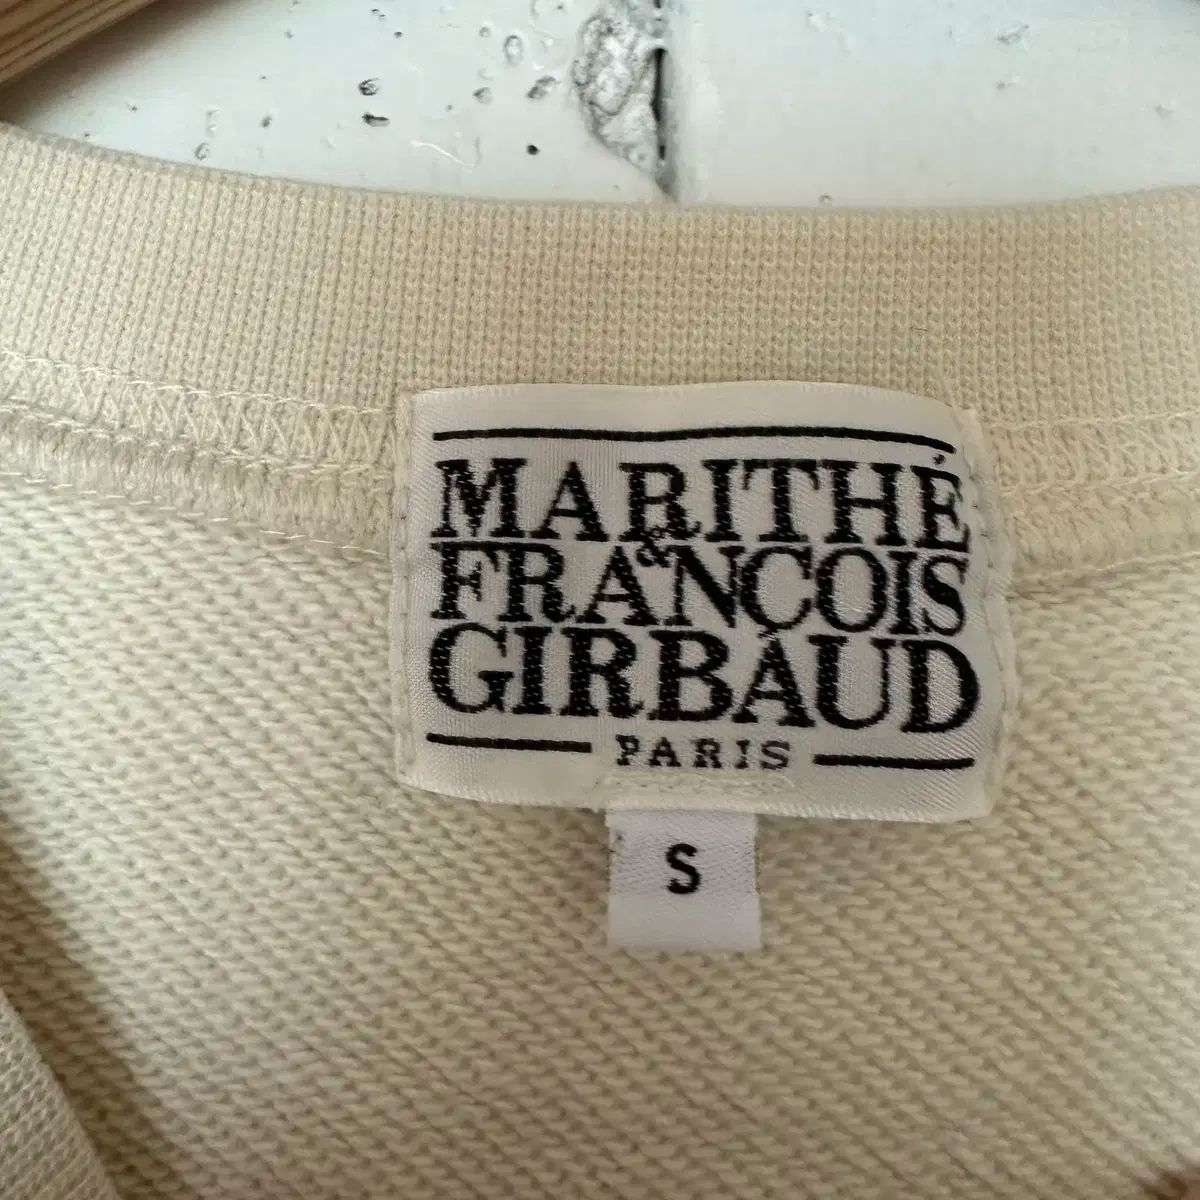 MARITHÉ
&
FRANÇOIS
GIRBAUD
PARIS
S